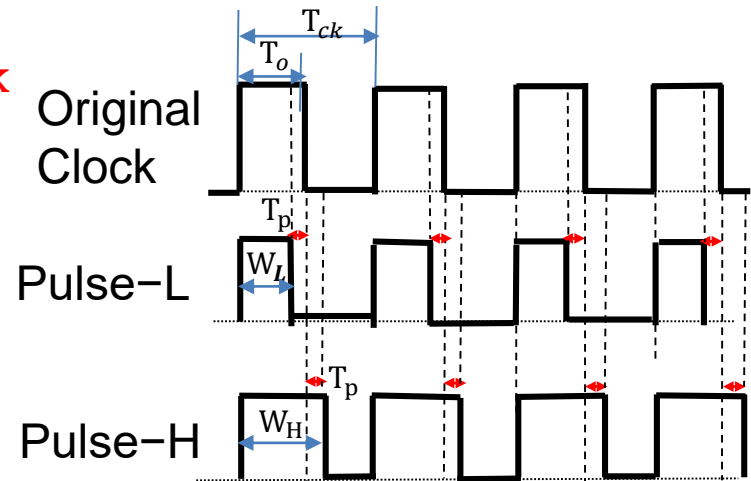 T_ck
T_o
k
Original
Clock
T_p
W_L
Pulse−L
T_p
W_H
Pulse−H